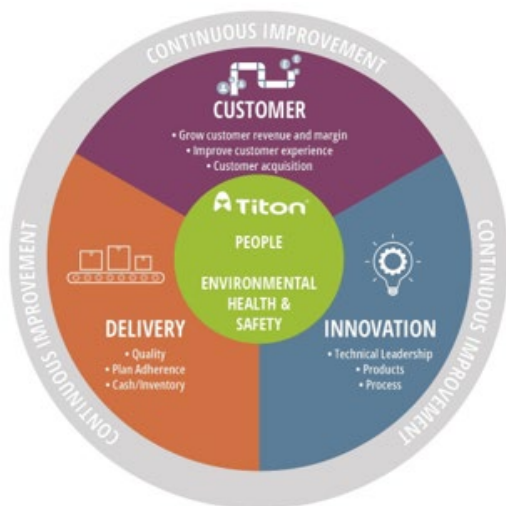 CONTINUOUS IMPROVEMENT
CUSTOMER
• Grow customer revenue and margin
• Improve customer experience
• Customer acquisition
Titon®
PEOPLE
ENVIRONMENTAL
HEALTH &
SAFETY
DELIVERY
• Quality
• Plan Adherence
• Cash/Inventory
INNOVATION
• Technical Leadership
• Products
• Process
CONTINUOUS IMPROVEMENT
CONTINUOUS IMPROVEMENT